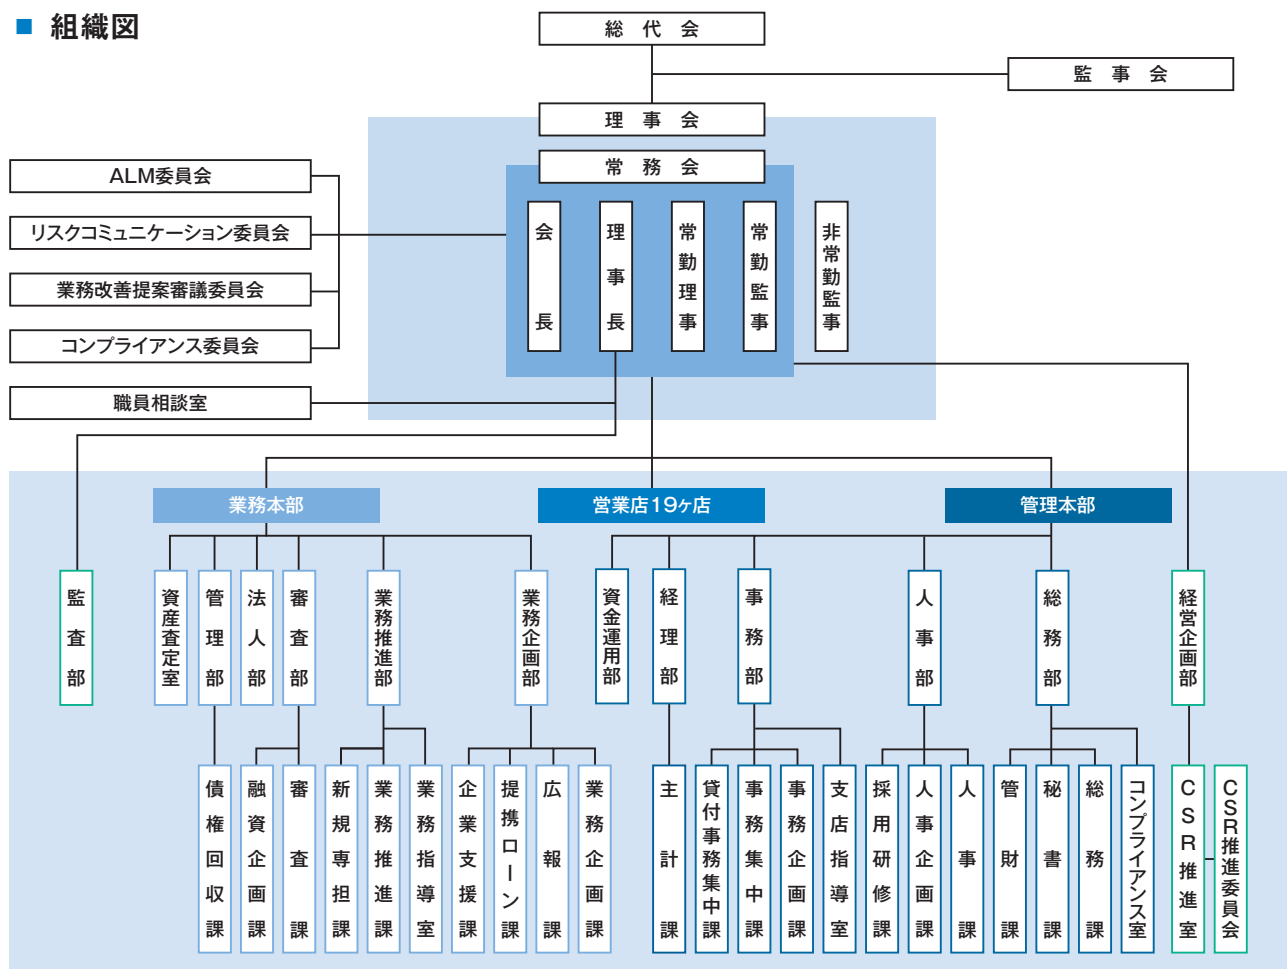 組織図
総代会
監事会
理事会
常務会
ALM委員会
リスクコミュニケーション委員会
業務改善提案審議委員会
コンプライアンス委員会
職員相談室
会長
理事長
常勤理事
常勤監事
非常勤監事
業務本部
営業店19ヶ店
管理本部
監査部
資産査定室
管理部
法人部
審査部
業務推進部
業務企画部
資金運用部
経理部
事務部
人事部
総務部
経営企画部
債権回収課
融資企画課
審査課
新規専担課
業務推進課
業務指導室
企業支援課
提携ローン課
広報課
業務企画課
主計課
貸付事務集中課
事務集中課
事務企画課
支店指導室
採用研修課
人事企画課
人事課
管財課
秘書課
総務課
コンプライアンス室
CSR推進室
CSR推進委員会